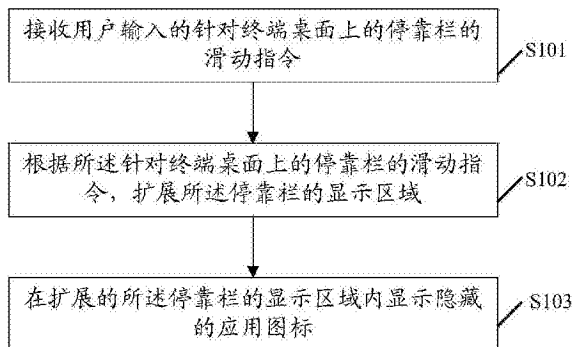 接收用户输入的针对终端桌面上的停靠栏的
滑动指令
S101
根据所述针对终端桌面上的停靠栏的滑动指
令，扩展所述停靠栏的显示区域
S102
在扩展的所述停靠栏的显示区域内显示隐藏
的应用图标
S103